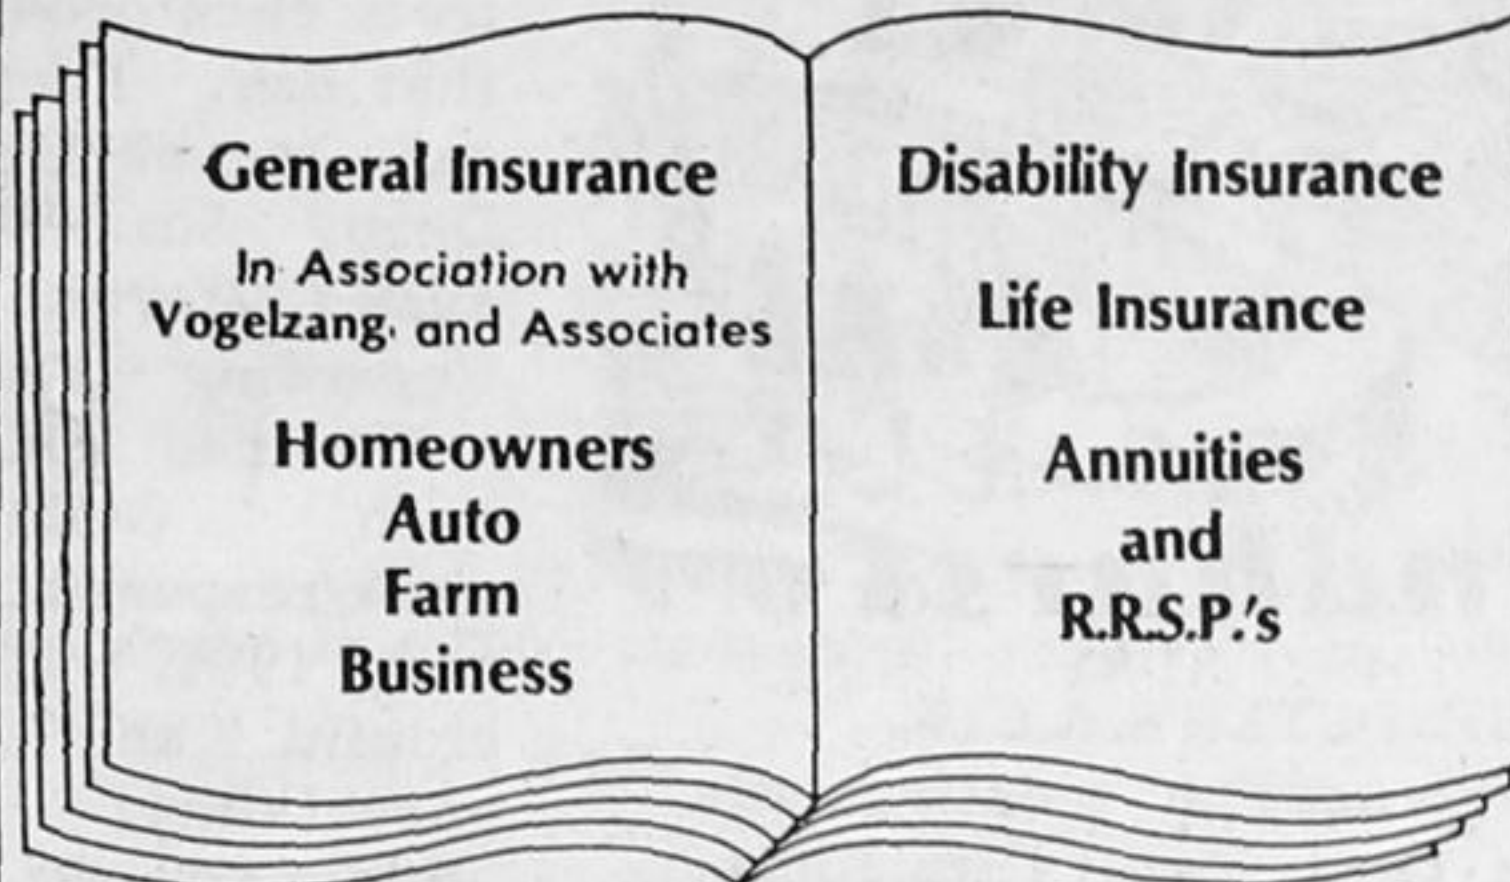 General Insurance
In Association with
Vogelzang, and Associates
Homeowners
Auto
Farm
Business
Disability Insurance
Life Insurance
Annuities
and
R.R.S.P.'s